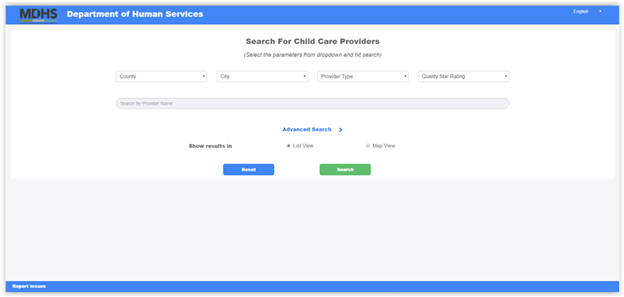 MDHS Department of Human Services English
Search For Child Care Providers
(Select the parameters from dropdown and hit search)
County City Provider Type Quality Star Rating
Search By Provider Name
Advanced Search
Show results in List View Map View
Reset Search
Report Issues